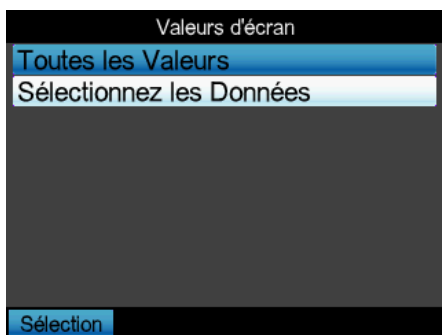 Valeurs d'écran
Toutes les Valeurs
Sélectionnez les Données
Sélection